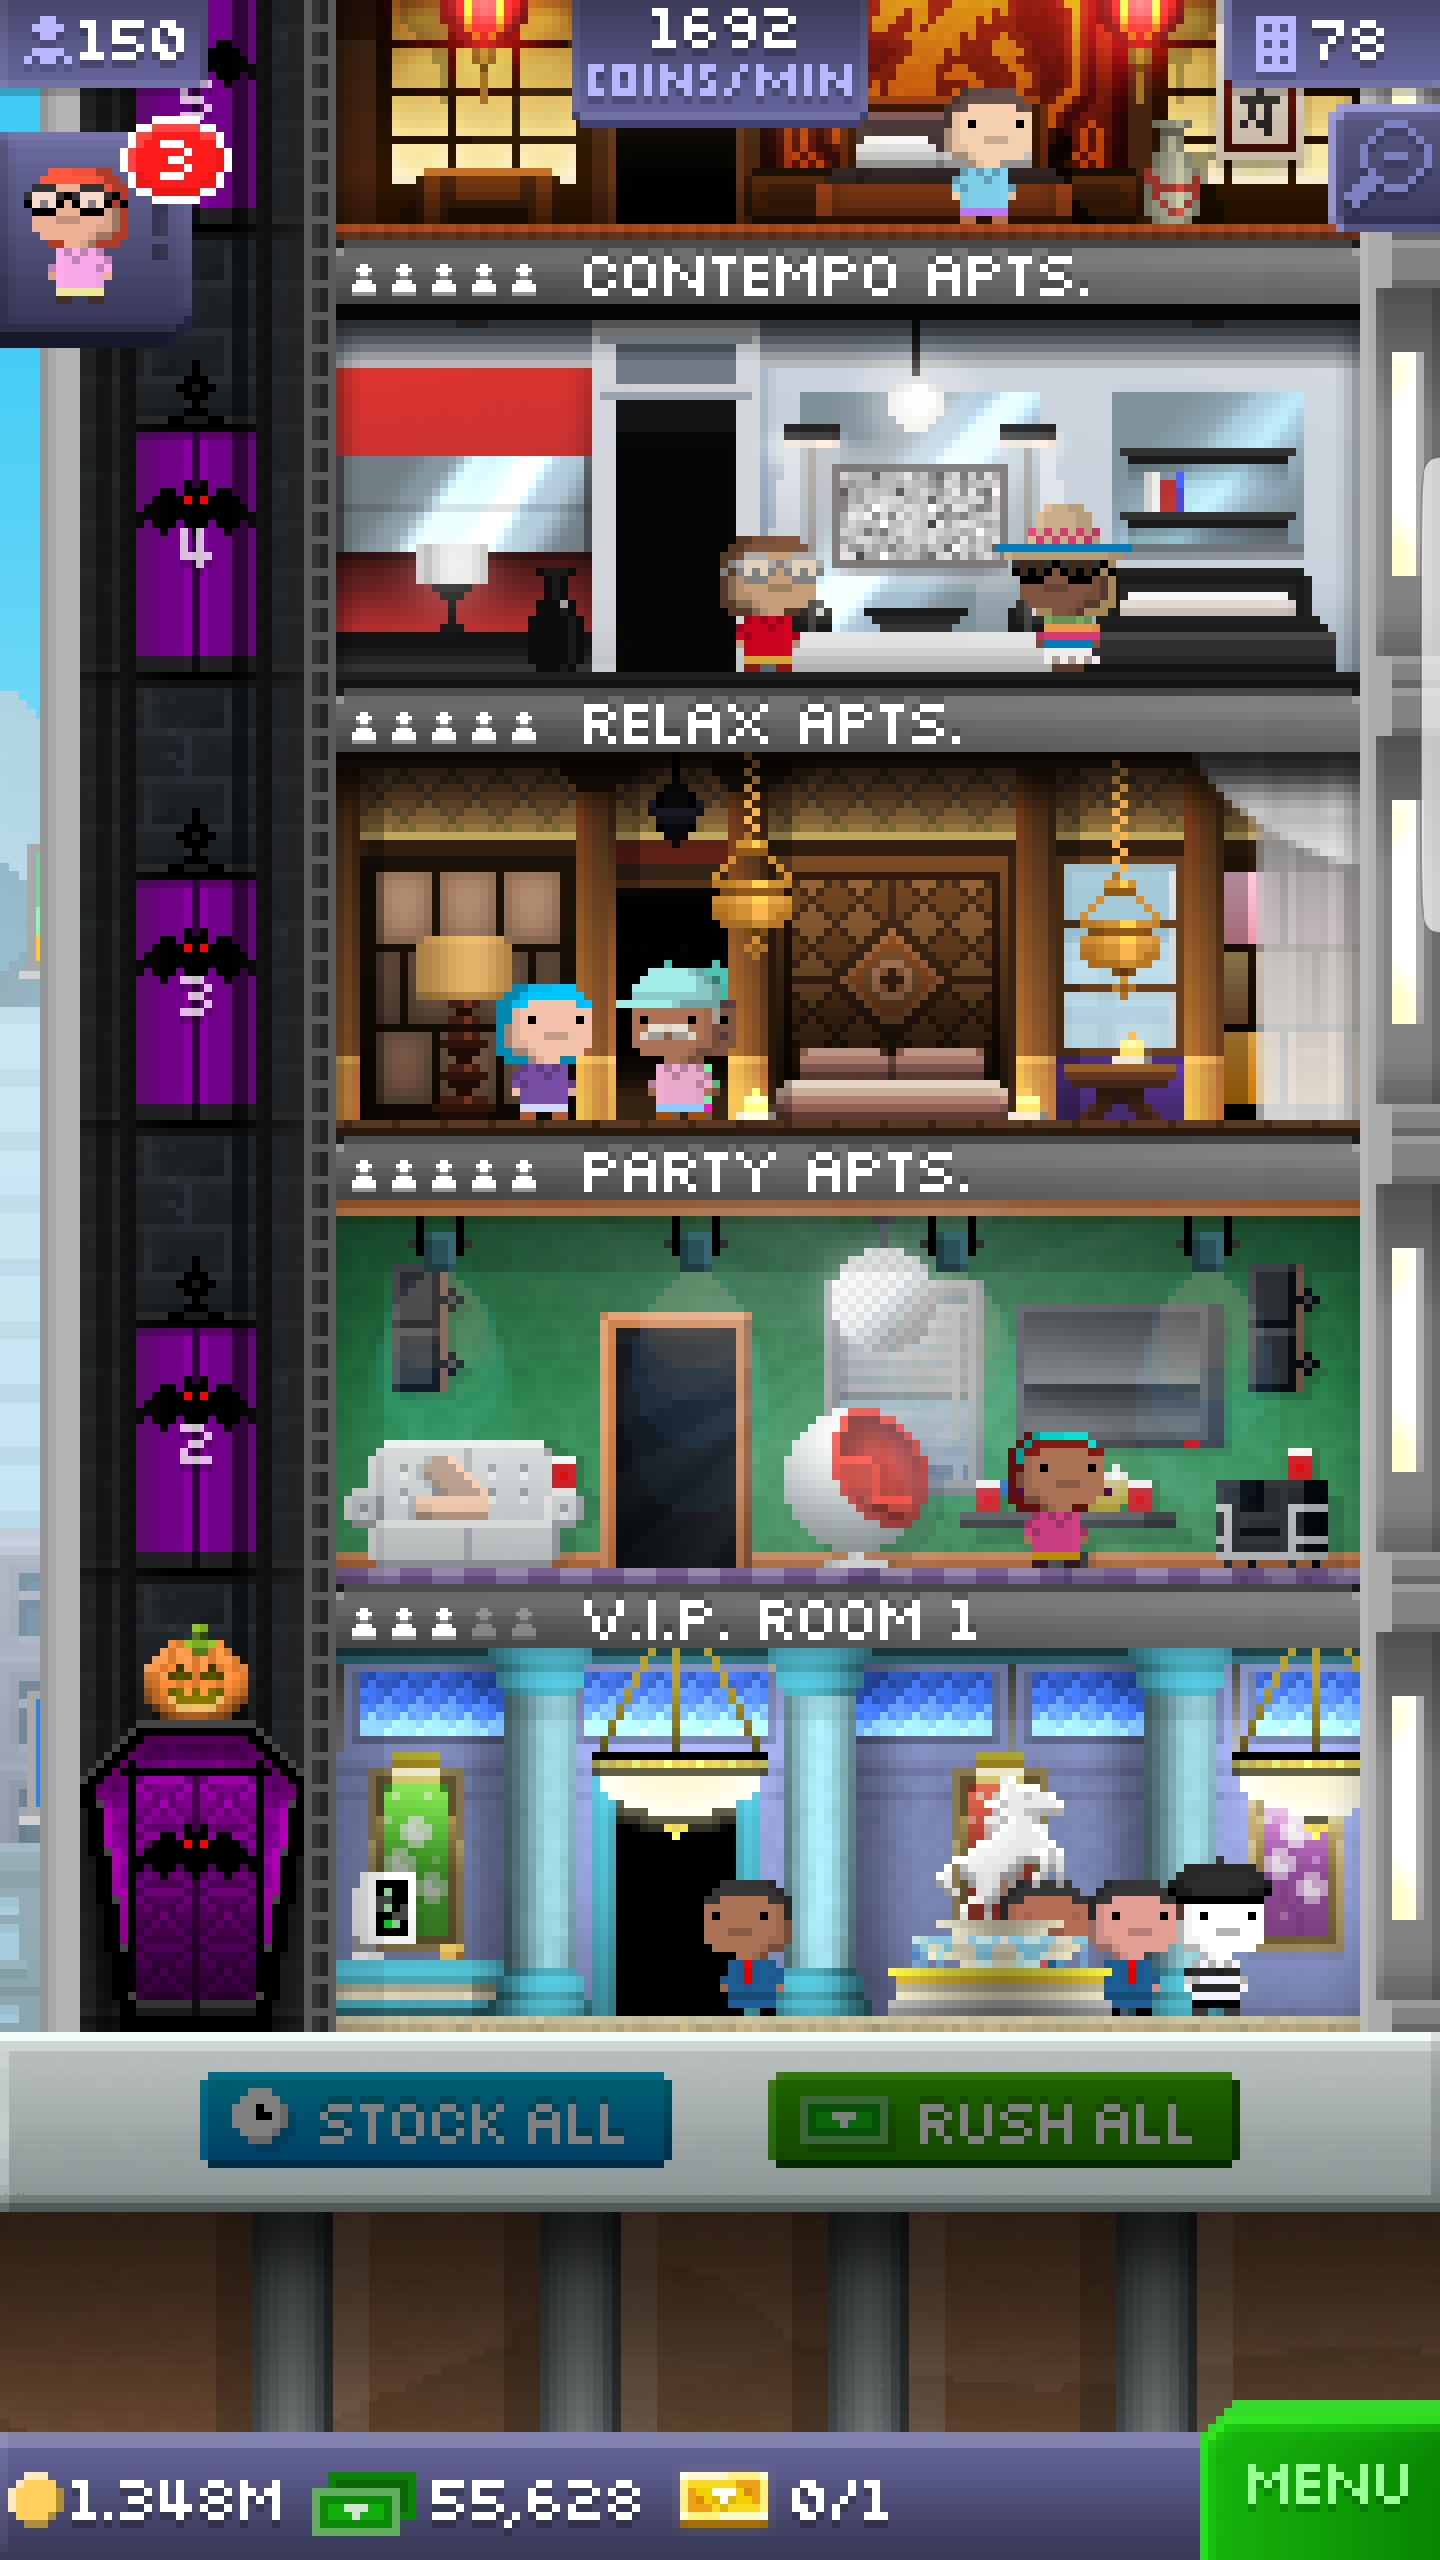 150
1692
COINS/MIN
78
5
3
CONTEMPO APTS.
4
RELAX APTS.
3
PARTY APTS.
2
V.I.P. ROOM 1
STOCK ALL
RUSH ALL
1.348M
55,628
0/1
MENU